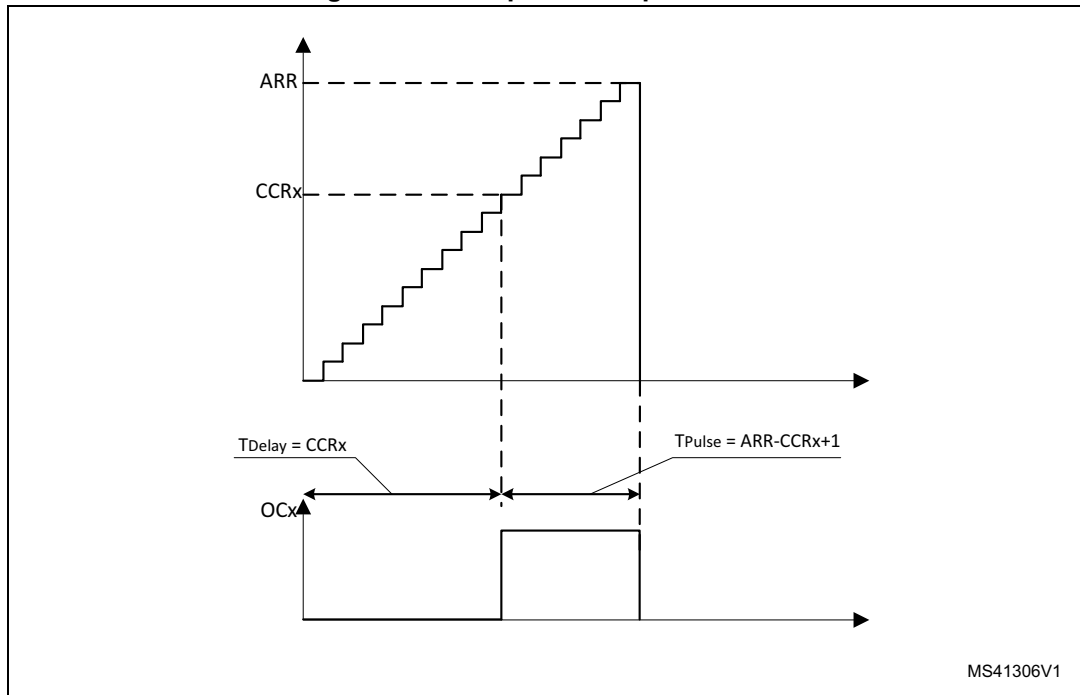 ARR
CCRx
TDelay = CCRx
TPulse = ARR-CCRx+1
OCx
MS41306V1